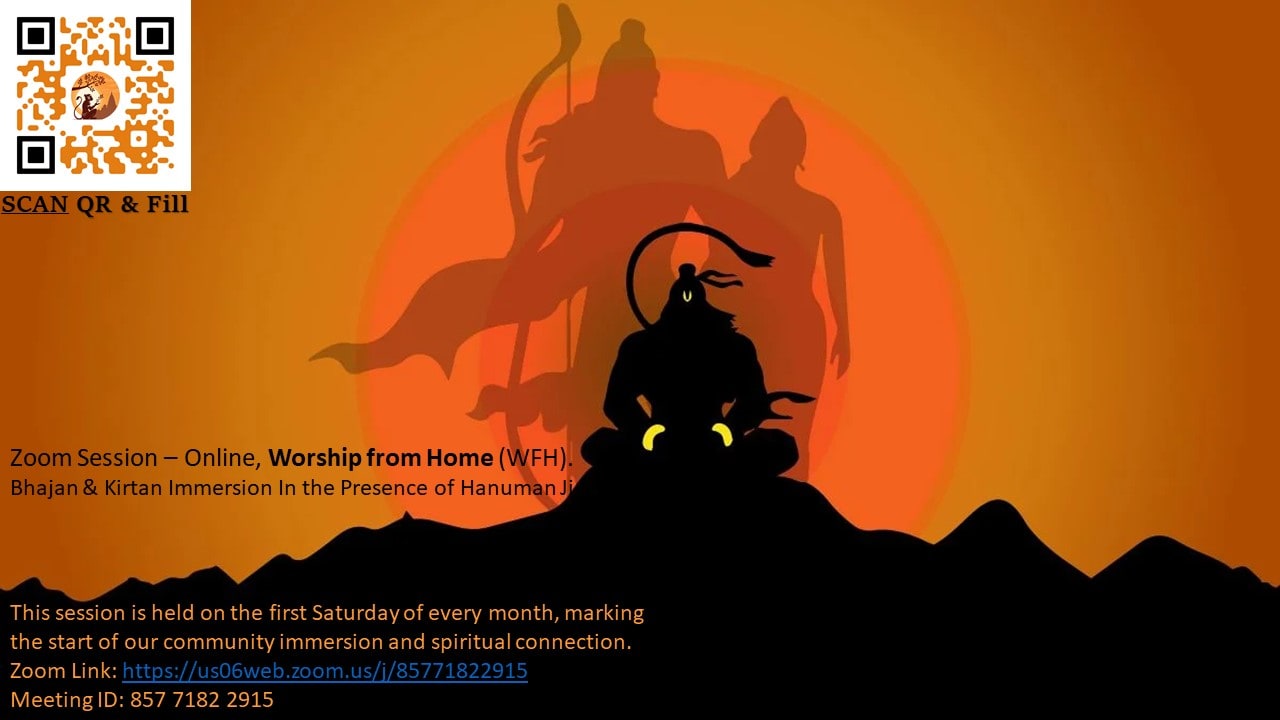 SCAN QR & Fill
Zoom Session – Online, Worship from Home (WFH).
Bhajan & Kirtan Immersion In the Presence of Hanuman Ji
This session is held on the first Saturday of every month, marking
the start of our community immersion and spiritual connection.
Zoom Link: https://us06web.zoom.us/j/85771822915
Meeting ID: 857 7182 2915